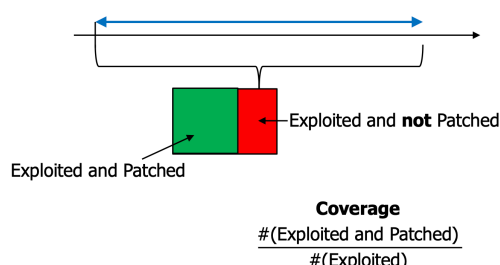 Exploited and not Patched
Exploited and Patched
Coverage
#(Exploited and Patched)
#(Exploited)